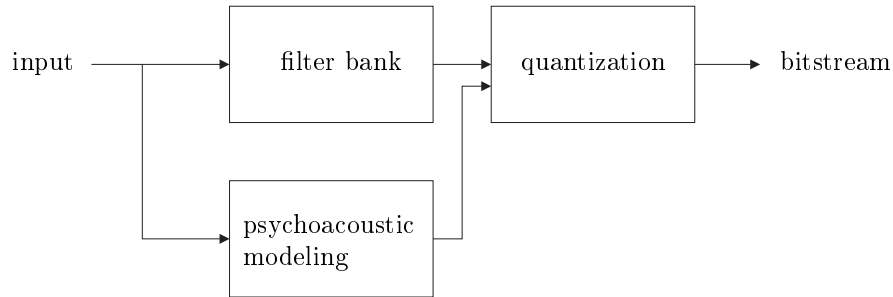 input
filter bank
quantization
bitstream
psychoacoustic
modeling